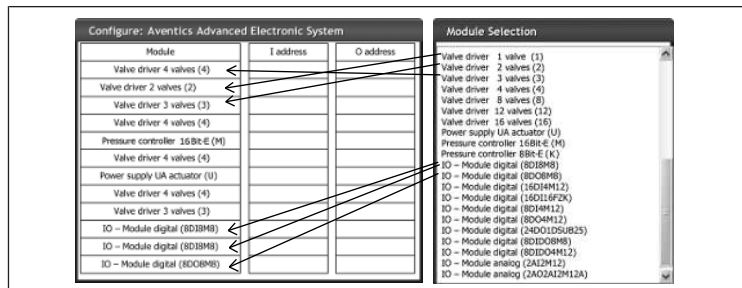 Configure: Aventics Advanced Electronic System
Module I address O address
Valve driver 4 valves (4)
Valve driver 2 valves (2)
Valve driver 3 valves (3)
Valve driver 4 valves (4)
Pressure controller 16Bit-E (M)
Valve driver 4 valves (4)
Power supply UA actuator (U)
Valve driver 4 valves (4)
Valve driver 3 valves (3)
IO – Module digital (8DI8M8)
IO – Module digital (8DI8M8)
IO – Module digital (8DO8M8)
Module Selection
Valve driver 1 valve (1)
Valve driver 2 valves (2)
Valve driver 3 valves (3)
Valve driver 4 valves (4)
Valve driver 8 valves (8)
Valve driver 12 valves (12)
Valve driver 16 valves (16)
Power supply UA actuator (U)
Pressure controller 16Bit-E (M)
Pressure controller 8Bit-E (K)
IO – Module digital (8DI8M8)
IO – Module digital (8DO8M8)
IO – Module digital (16DI4M12)
IO – Module digital (16DI16FZK)
IO – Module digital (8DI4M12)
IO – Module digital (8DO4M12)
IO – Module digital (24DO1DSUB25)
IO – Module digital (8DIDO8M8)
IO – Module digital (8DIDO4M12)
IO – Module analog (2AI2M12)
IO – Module analog (2AO2AI2M12A)